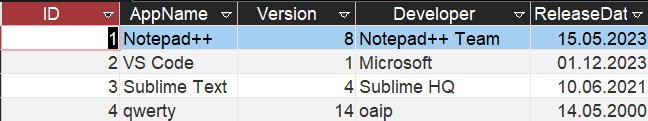 ID AppName Version Developer ReleaseDat
1 Notepad++ 8 Notepad++ Team 15.05.2023
2 VS Code 1 Microsoft 01.12.2023
3 Sublime Text 4 Sublime HQ 10.06.2021
4 qwerty 14 oaip 14.05.2000